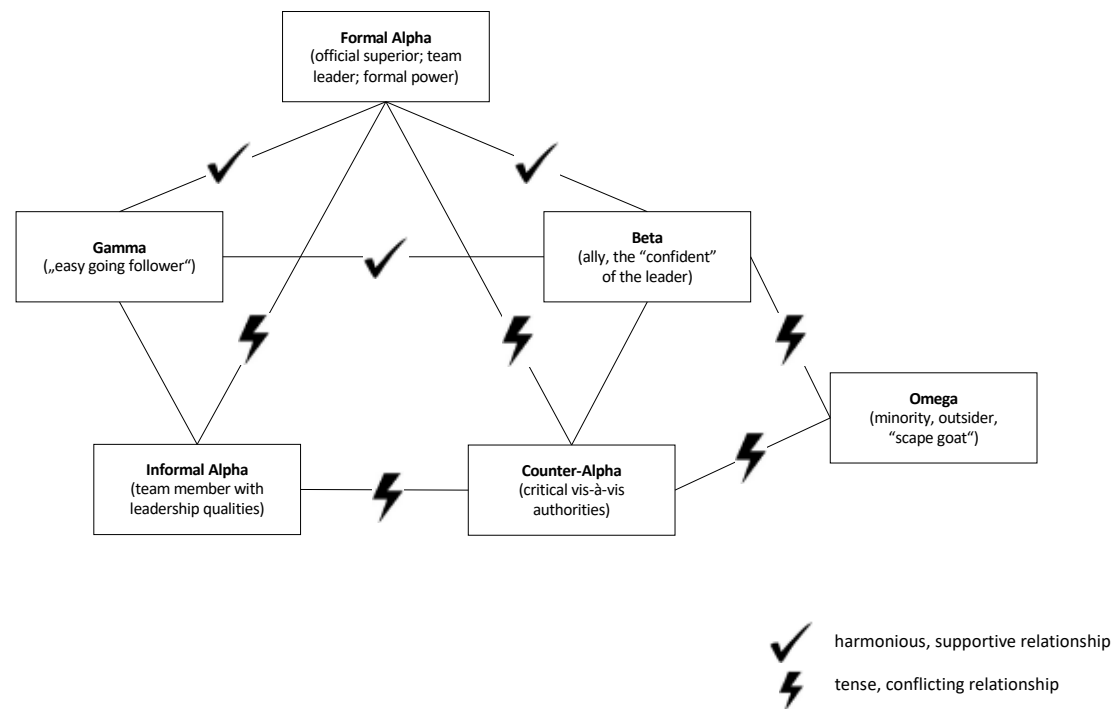 Formal Alpha
(official superior; team
leader; formal power)
Gamma
(„easy going follower“)
Beta
(ally, the “confident”
of the leader)
Omega
(minority, outsider,
“scape goat“)
Informal Alpha
(team member with
leadership qualities)
Counter-Alpha
(critical vis-à-vis
authorities)
harmonious, supportive relationship
tense, conflicting relationship